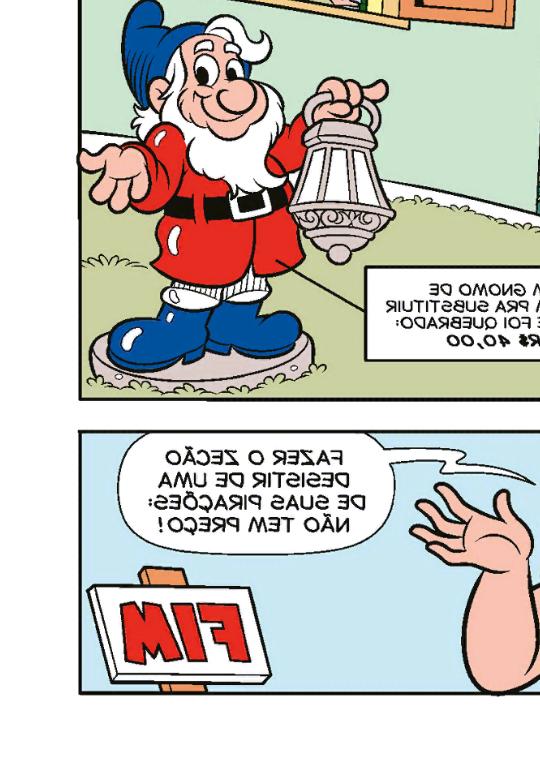 GNOMO DE
PRA SUBSTITUIR
FOI QUEBRADO:
R$ 40,00
FAZER O ZECÃO
DESISTIR DE UMA
DE SUAS PIRAÇÕES:
NÃO TEM PREÇO!
FIM